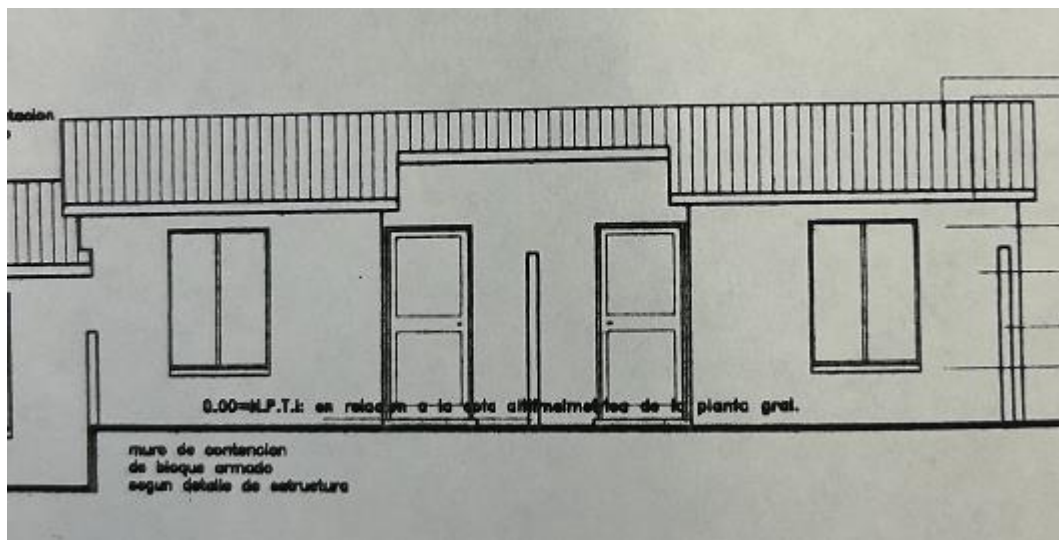 tacion
0.00=N.P.T.I: en relacion a la cota de la planta gral.
muro de contencion
de bloque armado
segun detalle de estructura